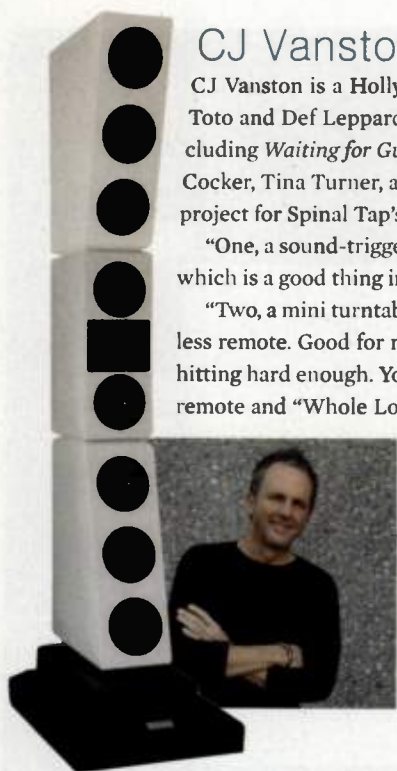 CJ Vansto
CJ Vanston is a Holly
Toto and Def Leppard
cluding Waiting for Gu
Cocker, Tina Turner, a
project for Spinal Tap's
"One, a sound-trigge
which is a good thing i
"Two, a mini turntab
less remote. Good for r
hitting hard enough. Yo
remote and "Whole Lo